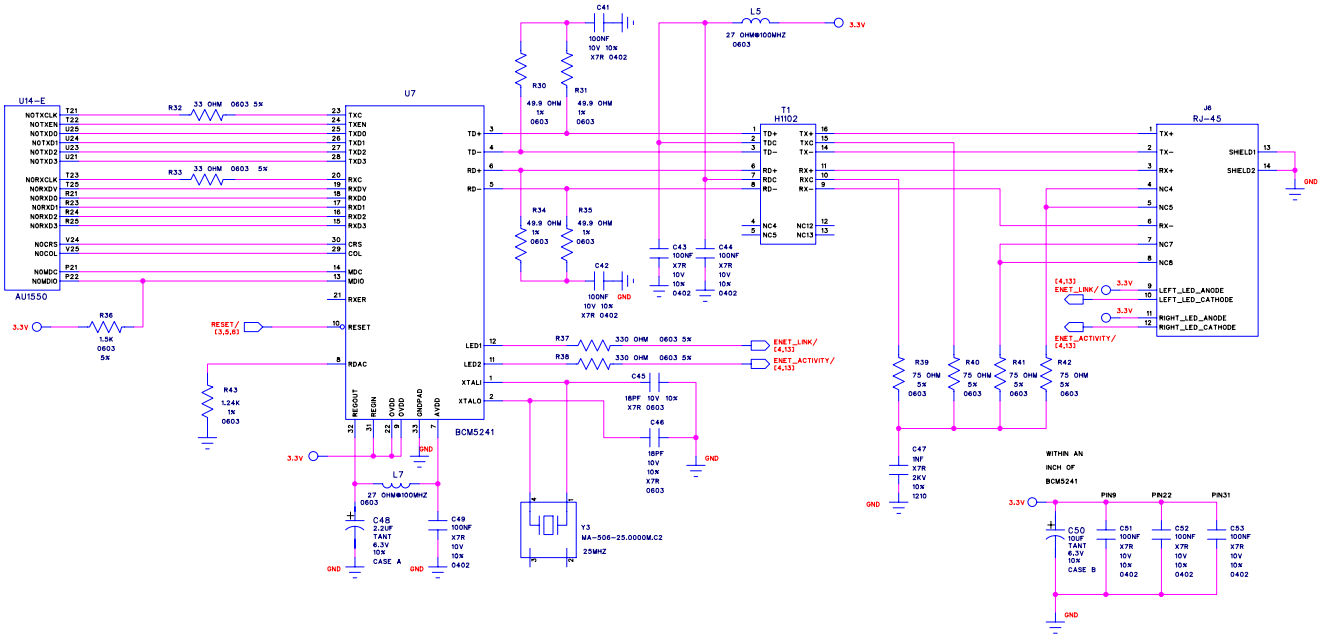 C41
100NF
10V 10%
X7R 0402
L5
27 OHM@100MHZ
0603
3.3V
R30
49.9 OHM
1%
0603
R31
49.9 OHM
1%
0603
U14-E
NOTXCLK T21
NOTXEN T22
NOTXD0 U25
NOTXD1 U24
NOTXD2 U23
NOTXD3 U21
NORXCLK T23
NORXDV T25
NORXD0 R21
NORXD1 R23
NORXD2 R24
NORXD3 R25
NOCRS V24
NOCOL V25
NOMDC P21
NOMDIO P22
AU1550
R32 33 OHM 0603 5%
R33 33 OHM 0603 5%
3.3V
R36
1.5K
0603
5%
RESET/
[3,5,6]
R43
1.24K
1%
0603
U7
23 TXC
24 TXEN
25 TXD0
26 TXD1
27 TXD2
28 TXD3
20 RXC
19 RXDV
18 RXD0
17 RXD1
16 RXD2
15 RXD3
30 CRS
29 COL
14 MDC
13 MDIO
21 RXER
10 RESET
8 RDAC
TD+ 3
TD- 4
RD+ 6
RD- 5
LED1 12
LED2 11
XTALI 1
XTALO 2
REGOUT
REGIN
OVDD
OVDD
GNDPAD
AVDD
32
31
22
9
33
7
BCM5241
GND
3.3V
L7
27 OHM@100MHZ
0603
C48
2.2UF
TANT
6.3V
10%
CASE A
GND
C49
100NF
X7R
10V
10%
0402
GND
R34
49.9 OHM
1%
0603
R35
49.9 OHM
1%
0603
C42
100NF
10V 10%
X7R 0402
GND
C43
100NF
X7R
10V
10%
0402
C44
100NF
X7R
10V
10%
0402
R37 330 OHM 0603 5%
R38 330 OHM 0603 5%
ENET_LINK/
[4,13]
ENET_ACTIVITY/
[4,13]
C45
18PF 10V 10%
X7R 0603
C46
18PF
10V
10%
X7R
0603
GND
4
1
3
2
Y3
MA-506-25.0000M.C2
25MHZ
T1
H1102
1 TD+
2 TDC
3 TD-
6 RD+
7 RDC
8 RD-
4 NC4
5 NC5
TX+ 16
TXC 15
TX- 14
RX+ 11
RXC 10
RX- 9
NC12 12
NC13 13
J6
RJ-45
1 TX+
2 TX-
3 RX+
4 NC4
5 NC5
6 RX-
7 NC7
8 NC8
9 LEFT_LED_ANODE
10 LEFT_LED_CATHODE
11 RIGHT_LED_ANODE
12 RIGHT_LED_CATHODE
SHIELD1 13
SHIELD2 14
GND
[4,13]
ENET_LINK/
3.3V
3.3V
ENET_ACTIVITY/
[4,13]
R39
75 OHM
5%
0603
R40
75 OHM
5%
0603
R41
75 OHM
5%
0603
R42
75 OHM
5%
0603
C47
1NF
X7R
2KV
10%
1210
GND
WITHIN AN
INCH OF
BCM5241
3.3V
PIN9
PIN22
PIN31
C50
10UF
TANT
6.3V
10%
CASE B
C51
100NF
X7R
10V
10%
0402
C52
100NF
X7R
10V
10%
0402
C53
100NF
X7R
10V
10%
0402
GND